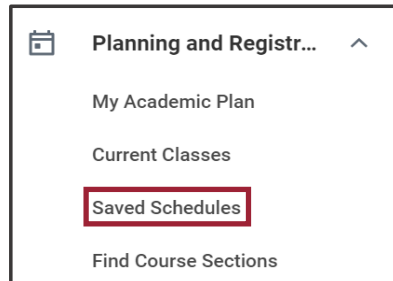 Planning and Registr...
My Academic Plan
Current Classes
Saved Schedules
Find Course Sections